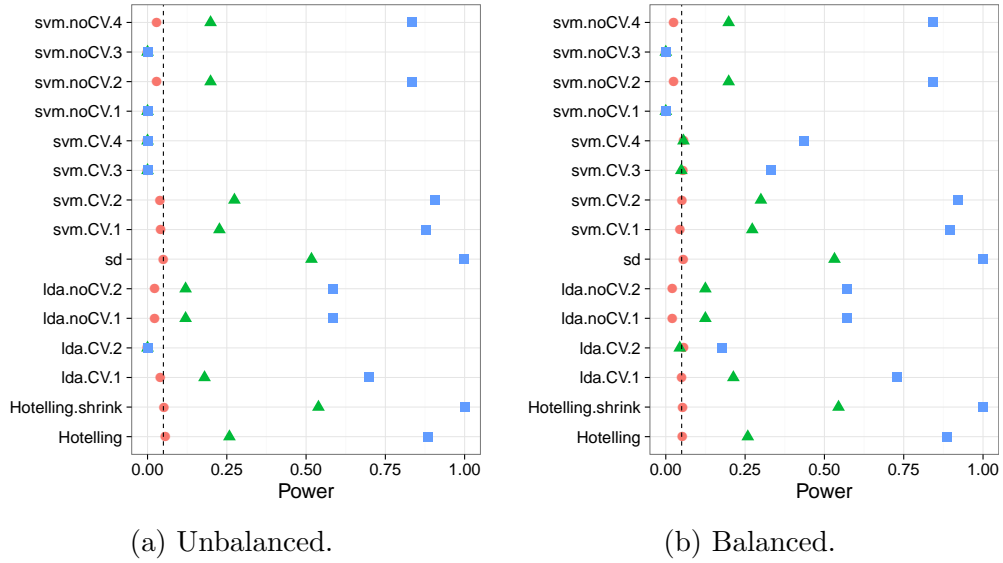 svm.noCV.4
svm.noCV.3
svm.noCV.2
svm.noCV.1
svm.CV.4
svm.CV.3
svm.CV.2
svm.CV.1
sd
lda.noCV.2
lda.noCV.1
lda.CV.2
lda.CV.1
Hotelling.shrink
Hotelling
0.00 0.25 0.50 0.75 1.00
Power
(a) Unbalanced.
svm.noCV.4
svm.noCV.3
svm.noCV.2
svm.noCV.1
svm.CV.4
svm.CV.3
svm.CV.2
svm.CV.1
sd
lda.noCV.2
lda.noCV.1
lda.CV.2
lda.CV.1
Hotelling.shrink
Hotelling
0.00 0.25 0.50 0.75 1.00
Power
(b) Balanced.